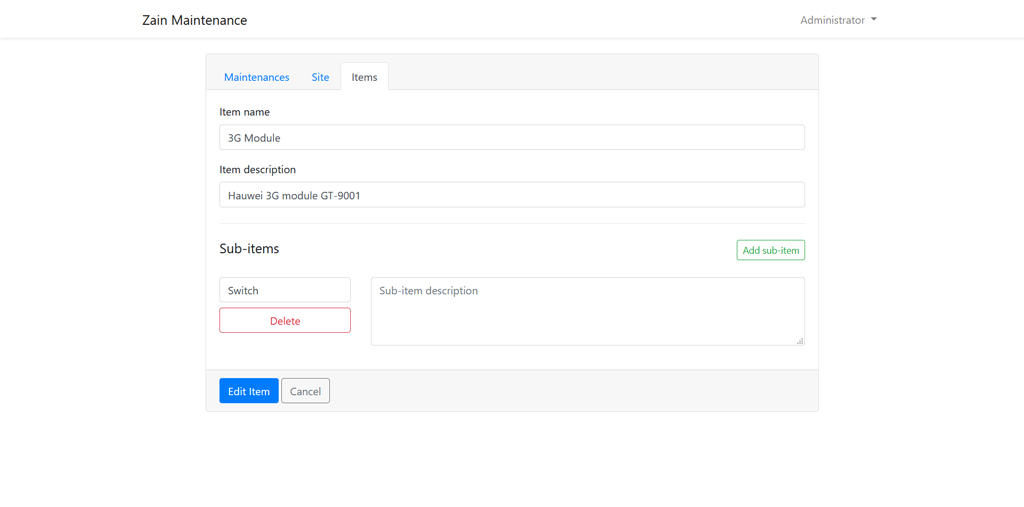 Zain Maintenance
Administrator
Maintenances Site Items
Item name
3G Module
Item description
Hauwei 3G module GT-9001
Sub-items
Add sub-item
Switch
Sub-item description
Delete
Edit Item Cancel